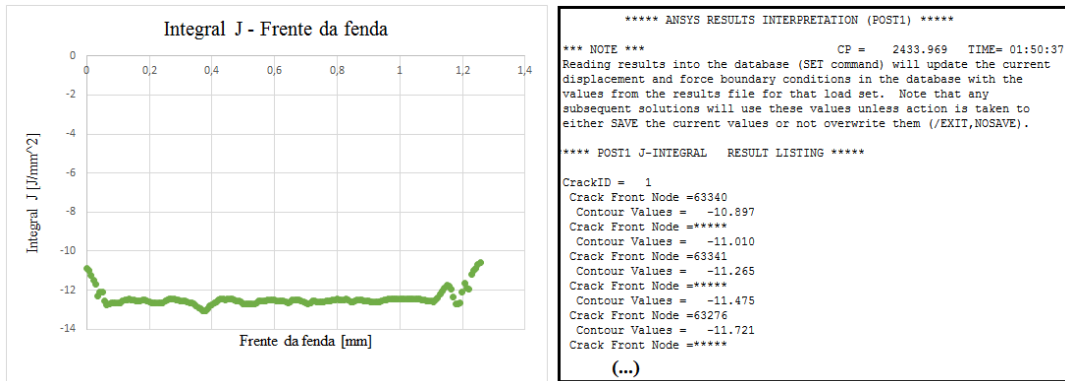 Integral J - Frente da fenda
0
0 0,2 0,4 0,6 0,8 1 1,2 1,4
-2
-4
-6
-8
-10
-12
-14
Integral J [J/mm^2]
Frente da fenda [mm]
***** ANSYS RESULTS INTERPRETATION (POST1) *****
*** NOTE *** CP = 2433.969 TIME= 01:50:37
Reading results into the database (SET command) will update the current
displacement and force boundary conditions in the database with the
values from the results file for that load set. Note that any
subsequent solutions will use these values unless action is taken to
either SAVE the current values or not overwrite them (/EXIT,NOSAVE).
**** POST1 J-INTEGRAL RESULT LISTING *****
CrackID = 1
Crack Front Node =63340
Contour Values = -10.897
Crack Front Node =*****
Contour Values = -11.010
Crack Front Node =63341
Contour Values = -11.265
Crack Front Node =*****
Contour Values = -11.475
Crack Front Node =63276
Contour Values = -11.721
Crack Front Node =*****
(...)